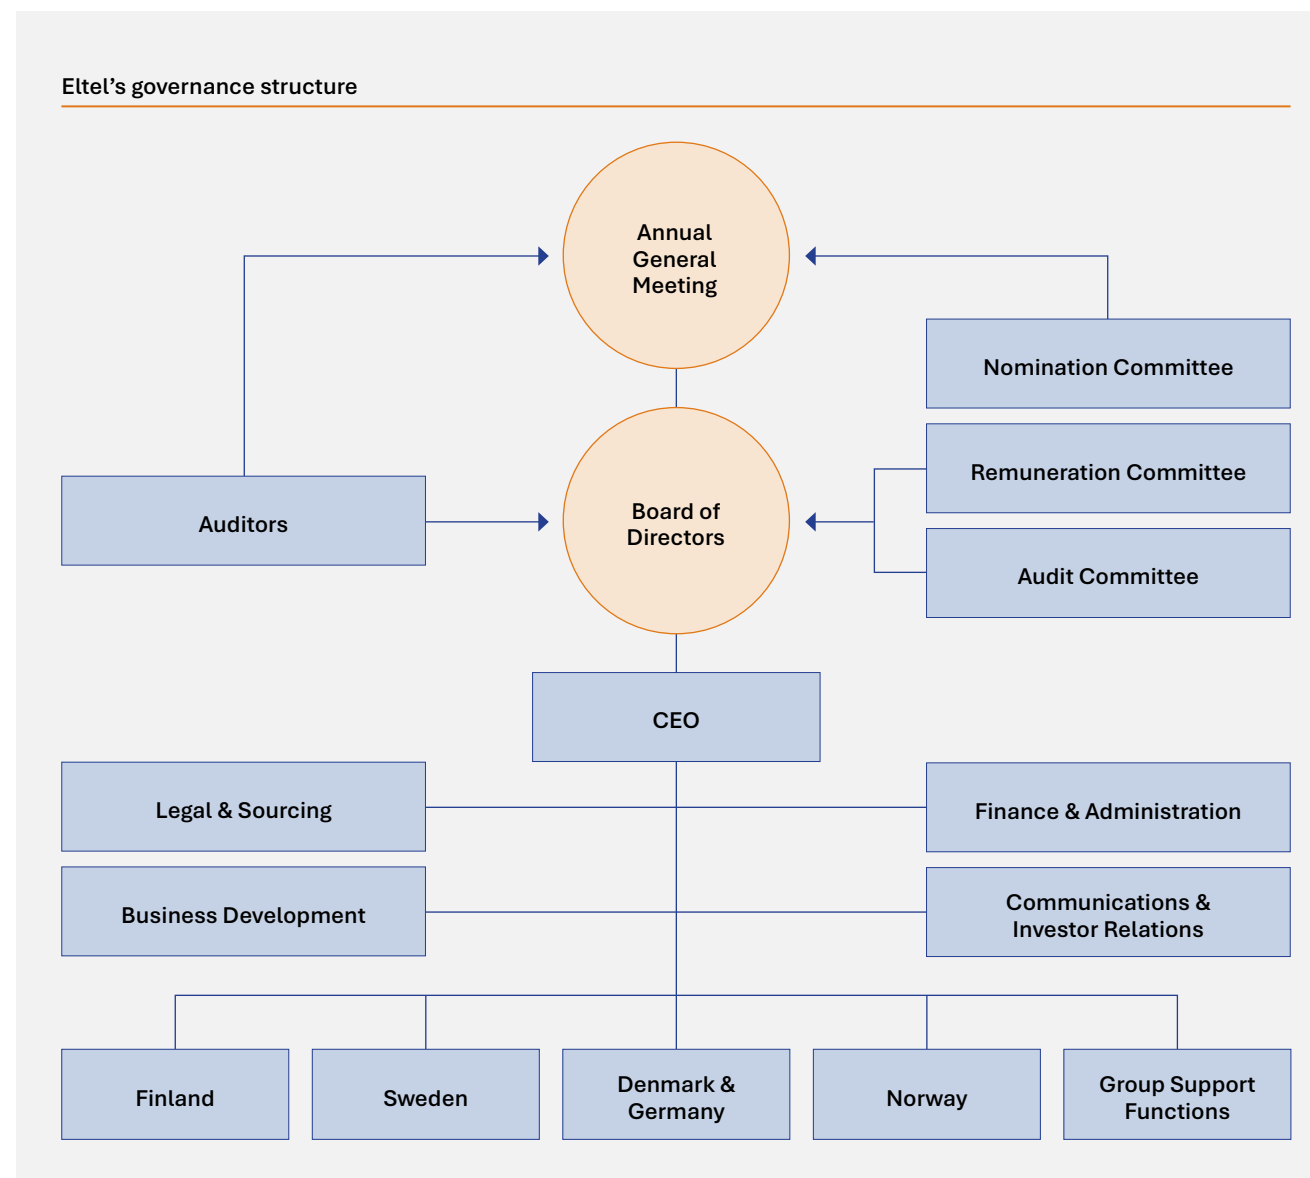 Eltel’s governance structure
Annual
General
Meeting
Nomination Committee
Remuneration Committee
Auditors
Board of
Directors
Audit Committee
CEO
Legal & Sourcing
Finance & Administration
Business Development
Communications &
Investor Relations
Finland
Sweden
Denmark &
Germany
Norway
Group Support
Functions